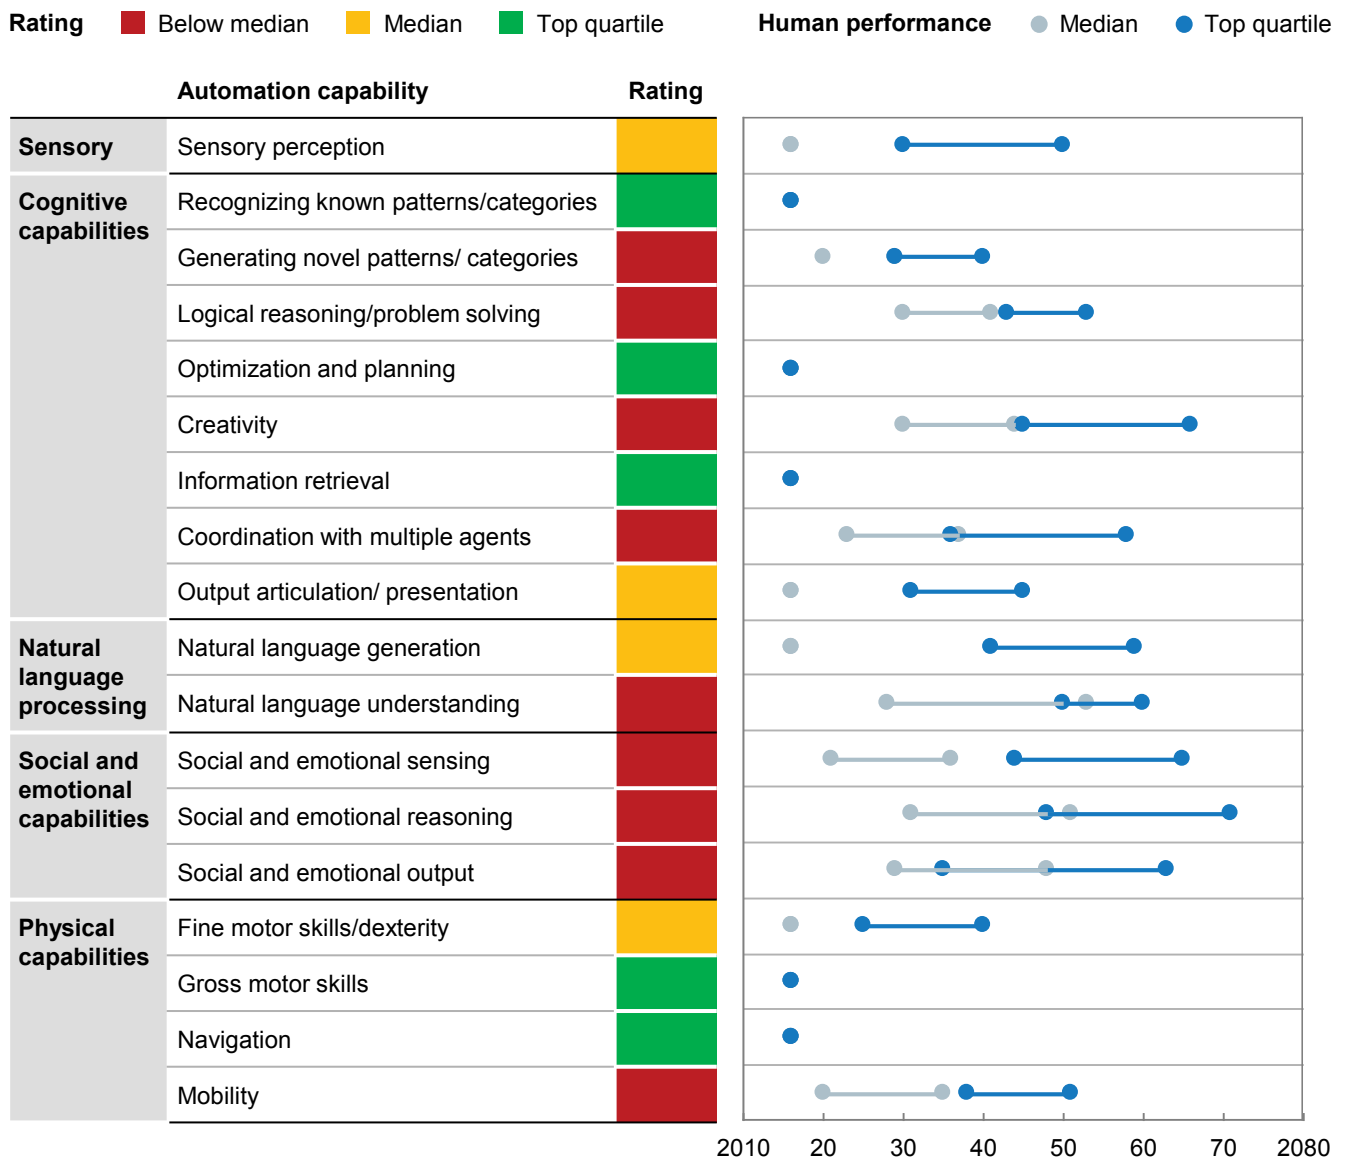 Rating Below median Median Top quartile Human performance Median Top quartile
Automation capability Rating
Sensory Sensory perception
Cognitive
capabilities
Recognizing known patterns/categories
Generating novel patterns/ categories
Logical reasoning/problem solving
Optimization and planning
Creativity
Information retrieval
Coordination with multiple agents
Output articulation/ presentation
Natural
language
processing
Natural language generation
Natural language understanding
Social and
emotional
capabilities
Social and emotional sensing
Social and emotional reasoning
Social and emotional output
Physical
capabilities
Fine motor skills/dexterity
Gross motor skills
Navigation
Mobility
2010 20 30 40 50 60 70 2080